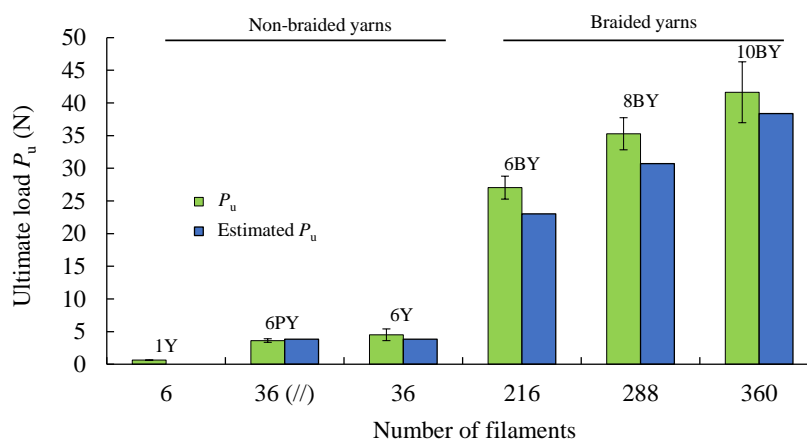 Non-braided yarns
Braided yarns
50
45
40
35
30
25
20
15
10
5
0
Ultimate load Pu (N)
Pu
Estimated Pu
1Y
6PY
6Y
6BY
8BY
10BY
6
36 (//)
36
216
288
360
Number of filaments